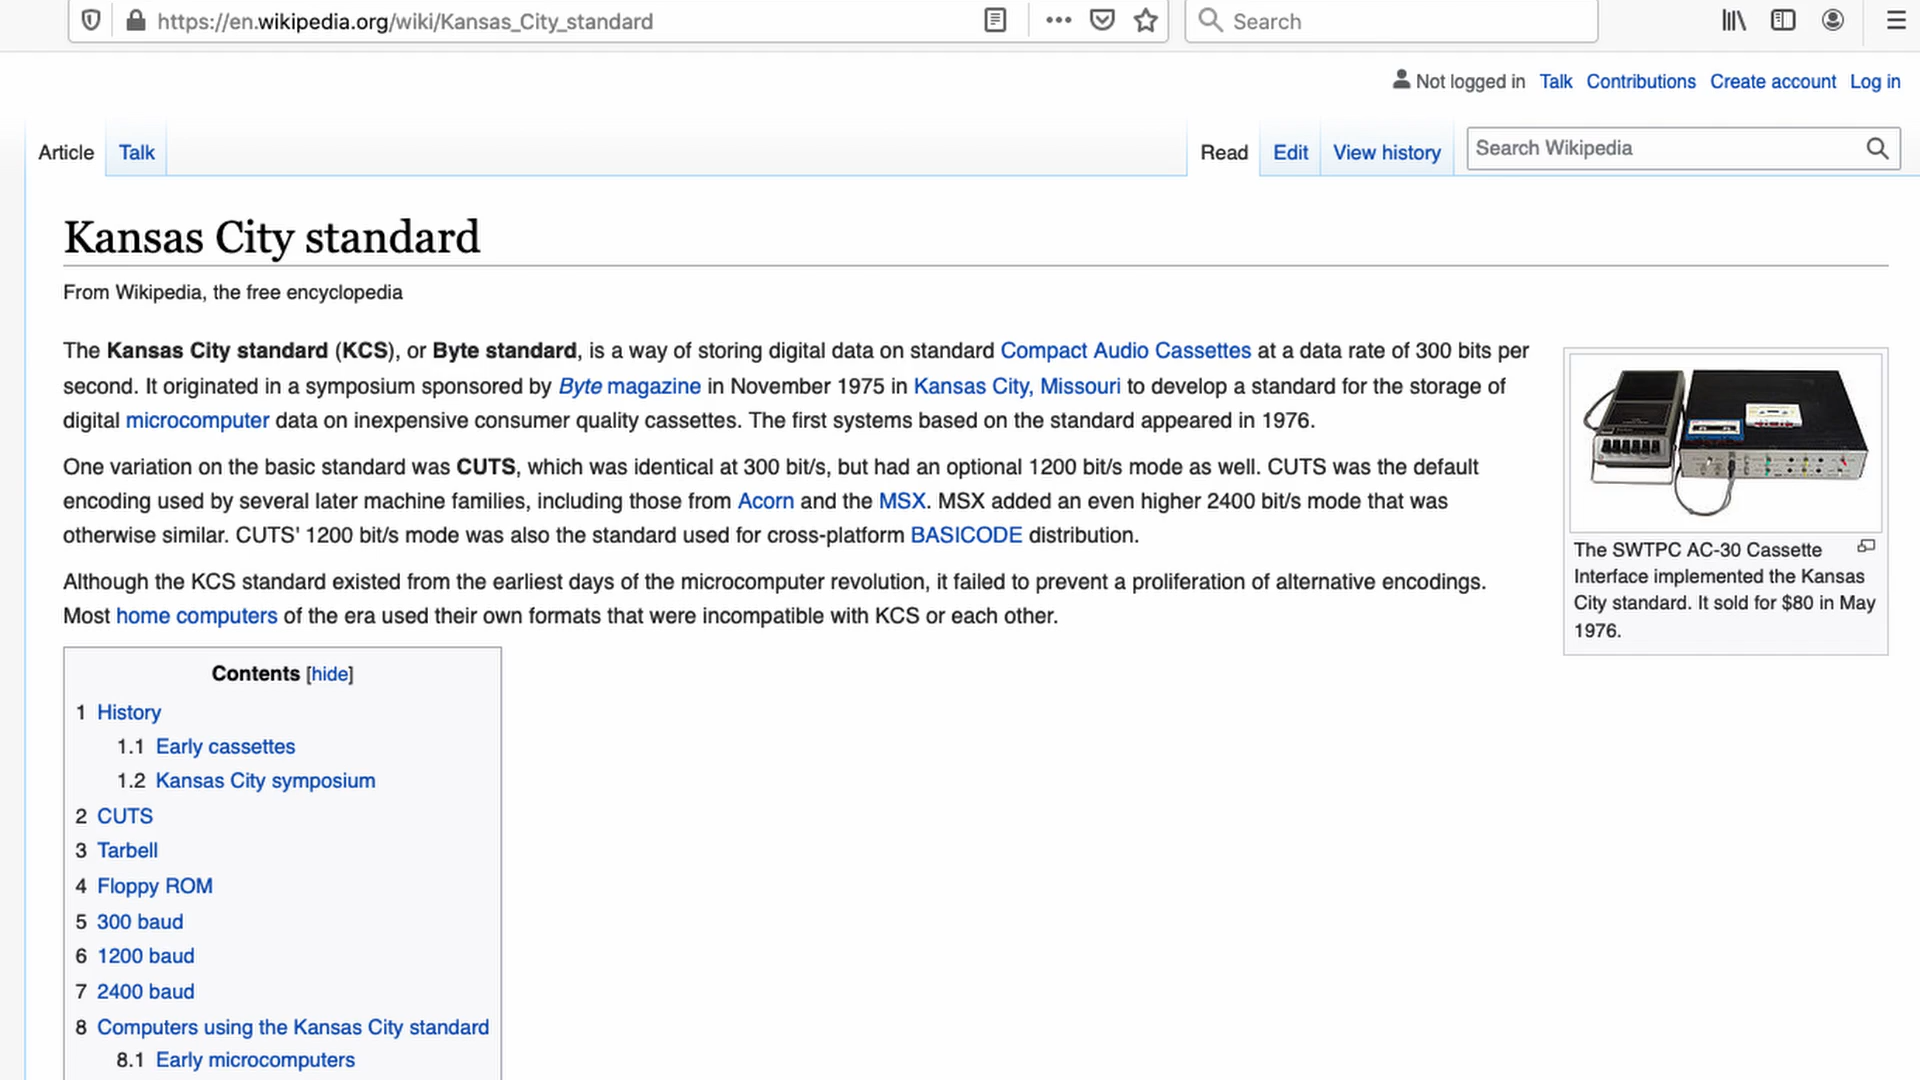 https://en.wikipedia.org/wiki/Kansas_City_standard
Search
Not logged in Talk Contributions Create account Log in
Article Talk Read Edit View history Search Wikipedia
Kansas City standard
From Wikipedia, the free encyclopedia
The Kansas City standard (KCS), or Byte standard, is a way of storing digital data on standard Compact Audio Cassettes at a data rate of 300 bits per
second. It originated in a symposium sponsored by Byte magazine in November 1975 in Kansas City, Missouri to develop a standard for the storage of
digital microcomputer data on inexpensive consumer quality cassettes. The first systems based on the standard appeared in 1976.
One variation on the basic standard was CUTS, which was identical at 300 bit/s, but had an optional 1200 bit/s mode as well. CUTS was the default
encoding used by several later machine families, including those from Acorn and the MSX. MSX added an even higher 2400 bit/s mode that was
otherwise similar. CUTS' 1200 bit/s mode was also the standard used for cross-platform BASICODE distribution.
Although the KCS standard existed from the earliest days of the microcomputer revolution, it failed to prevent a proliferation of alternative encodings.
Most home computers of the era used their own formats that were incompatible with KCS or each other.
The SWTPC AC-30 Cassette
Interface implemented the Kansas
City standard. It sold for $80 in May
1976.
Contents [hide]
1 History
1.1 Early cassettes
1.2 Kansas City symposium
2 CUTS
3 Tarbell
4 Floppy ROM
5 300 baud
6 1200 baud
7 2400 baud
8 Computers using the Kansas City standard
8.1 Early microcomputers